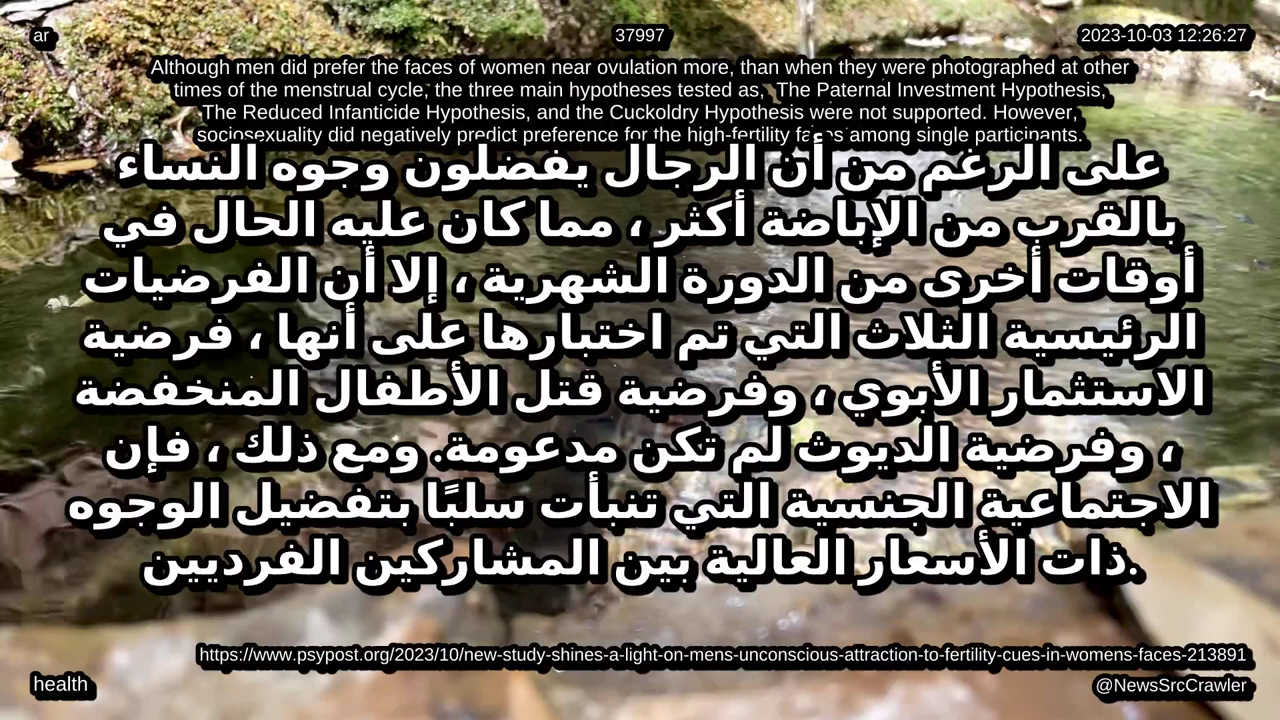 ar
37997
2023-10-03 12:26:27
Although men did prefer the faces of women near ovulation more, than when they were photographed at other
times of the menstrual cycle, the three main hypotheses tested as, The Paternal Investment Hypothesis,
The Reduced Infanticide Hypothesis, and the Cuckoldry Hypothesis were not supported. However,
sociosexuality did negatively predict preference for the high-fertility faces among single participants.
على الرغم من أن الرجال يفضلون وجوه النساء
بالقرب من الإباضة أكثر ، مما كان عليه الحال في
أوقات أخرى من الدورة الشهرية ، إلا أن الفرضيات
الرئيسية الثلاث التي تم اختبارها على أنها ، فرضية
الاستثمار الأبوي ، وفرضية قتل الأطفال المنخفضة
، وفرضية الديوث لم تكن مدعومة. ومع ذلك ، فإن
الاجتماعية الجنسية التي تنبأت سلبًا بتفضيل الوجوه
ذات الأسعار العالية بين المشاركين الفرديين.
https://www.psypost.org/2023/10/new-study-shines-a-light-on-mens-unconscious-attraction-to-fertility-cues-in-womens-faces-213891
health
@NewsSrcCrawler